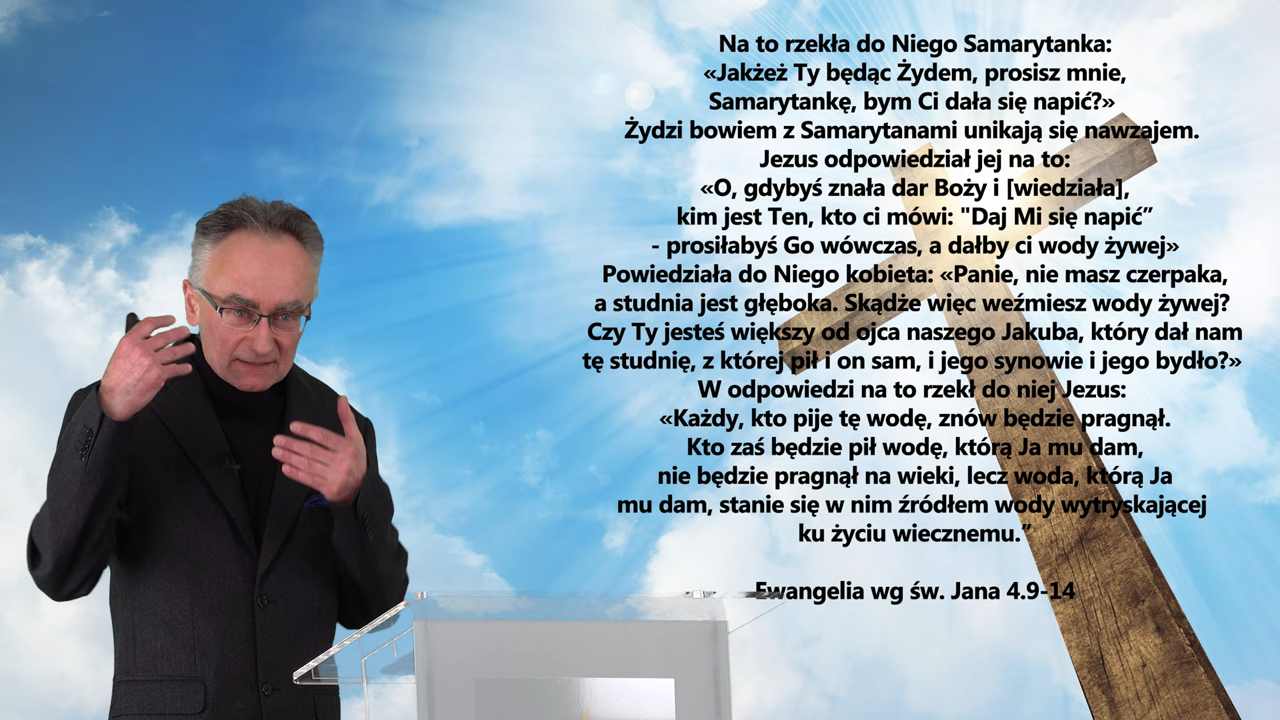 Na to rzekła do Niego Samarytanka:
«Jakżeż Ty będąc Żydem, prosisz mnie,
Samarytankę, bym Ci dała się napić?»
Żydzi bowiem z Samarytanami unikają się nawzajem.
Jezus odpowiedział jej na to:
«O, gdybyś znała dar Boży i [wiedziała],
kim jest Ten, kto ci mówi: "Daj Mi się napić”
- prosiłabyś Go wówczas, a dałby ci wody żywej»
Powiedziała do Niego kobieta: «Panie, nie masz czerpaka,
a studnia jest głęboka. Skądże więc weźmiesz wody żywej?
Czy Ty jesteś większy od ojca naszego Jakuba, który dał nam
tę studnię, z której pił i on sam, i jego synowie i jego bydło?»
W odpowiedzi na to rzekł do niej Jezus:
«Każdy, kto pije tę wodę, znów będzie pragnął.
Kto zaś będzie pił wodę, którą Ja mu dam,
nie będzie pragnął na wieki, lecz woda, którą Ja
mu dam, stanie się w nim źródłem wody wytryskającej
ku życiu wiecznemu.”
Ewangelia wg św. Jana 4.9-14